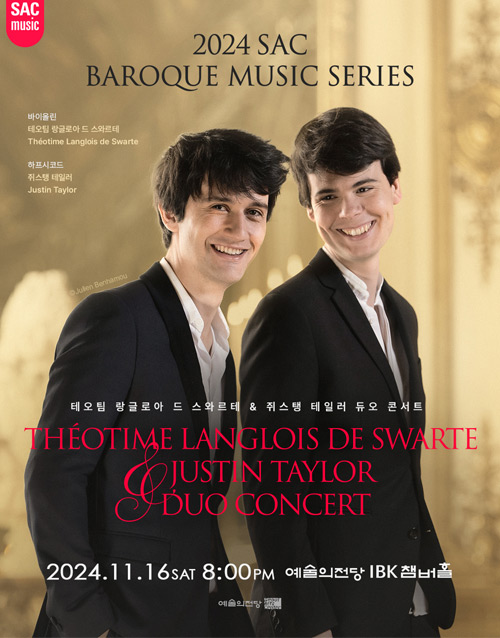 SAC
music
2024 SAC
BAROQUE MUSIC SERIES
바이올린
테오팀 랑글로아 드 스와르테
Théotime Langlois de Swarte
하프시코드
쥐스탱 테일러
Justin Taylor
©Julien Benhamou
테오팀 랑글로아 드 스와르테 & 쥐스탱 테일러 듀오 콘서트
THÉOTIME LANGLOIS DE SWARTE
& JUSTIN TAYLOR
DUO CONCERT
2024.11.16 SAT 8:00PM 예술의전당 IBK챔버홀
예술의전당